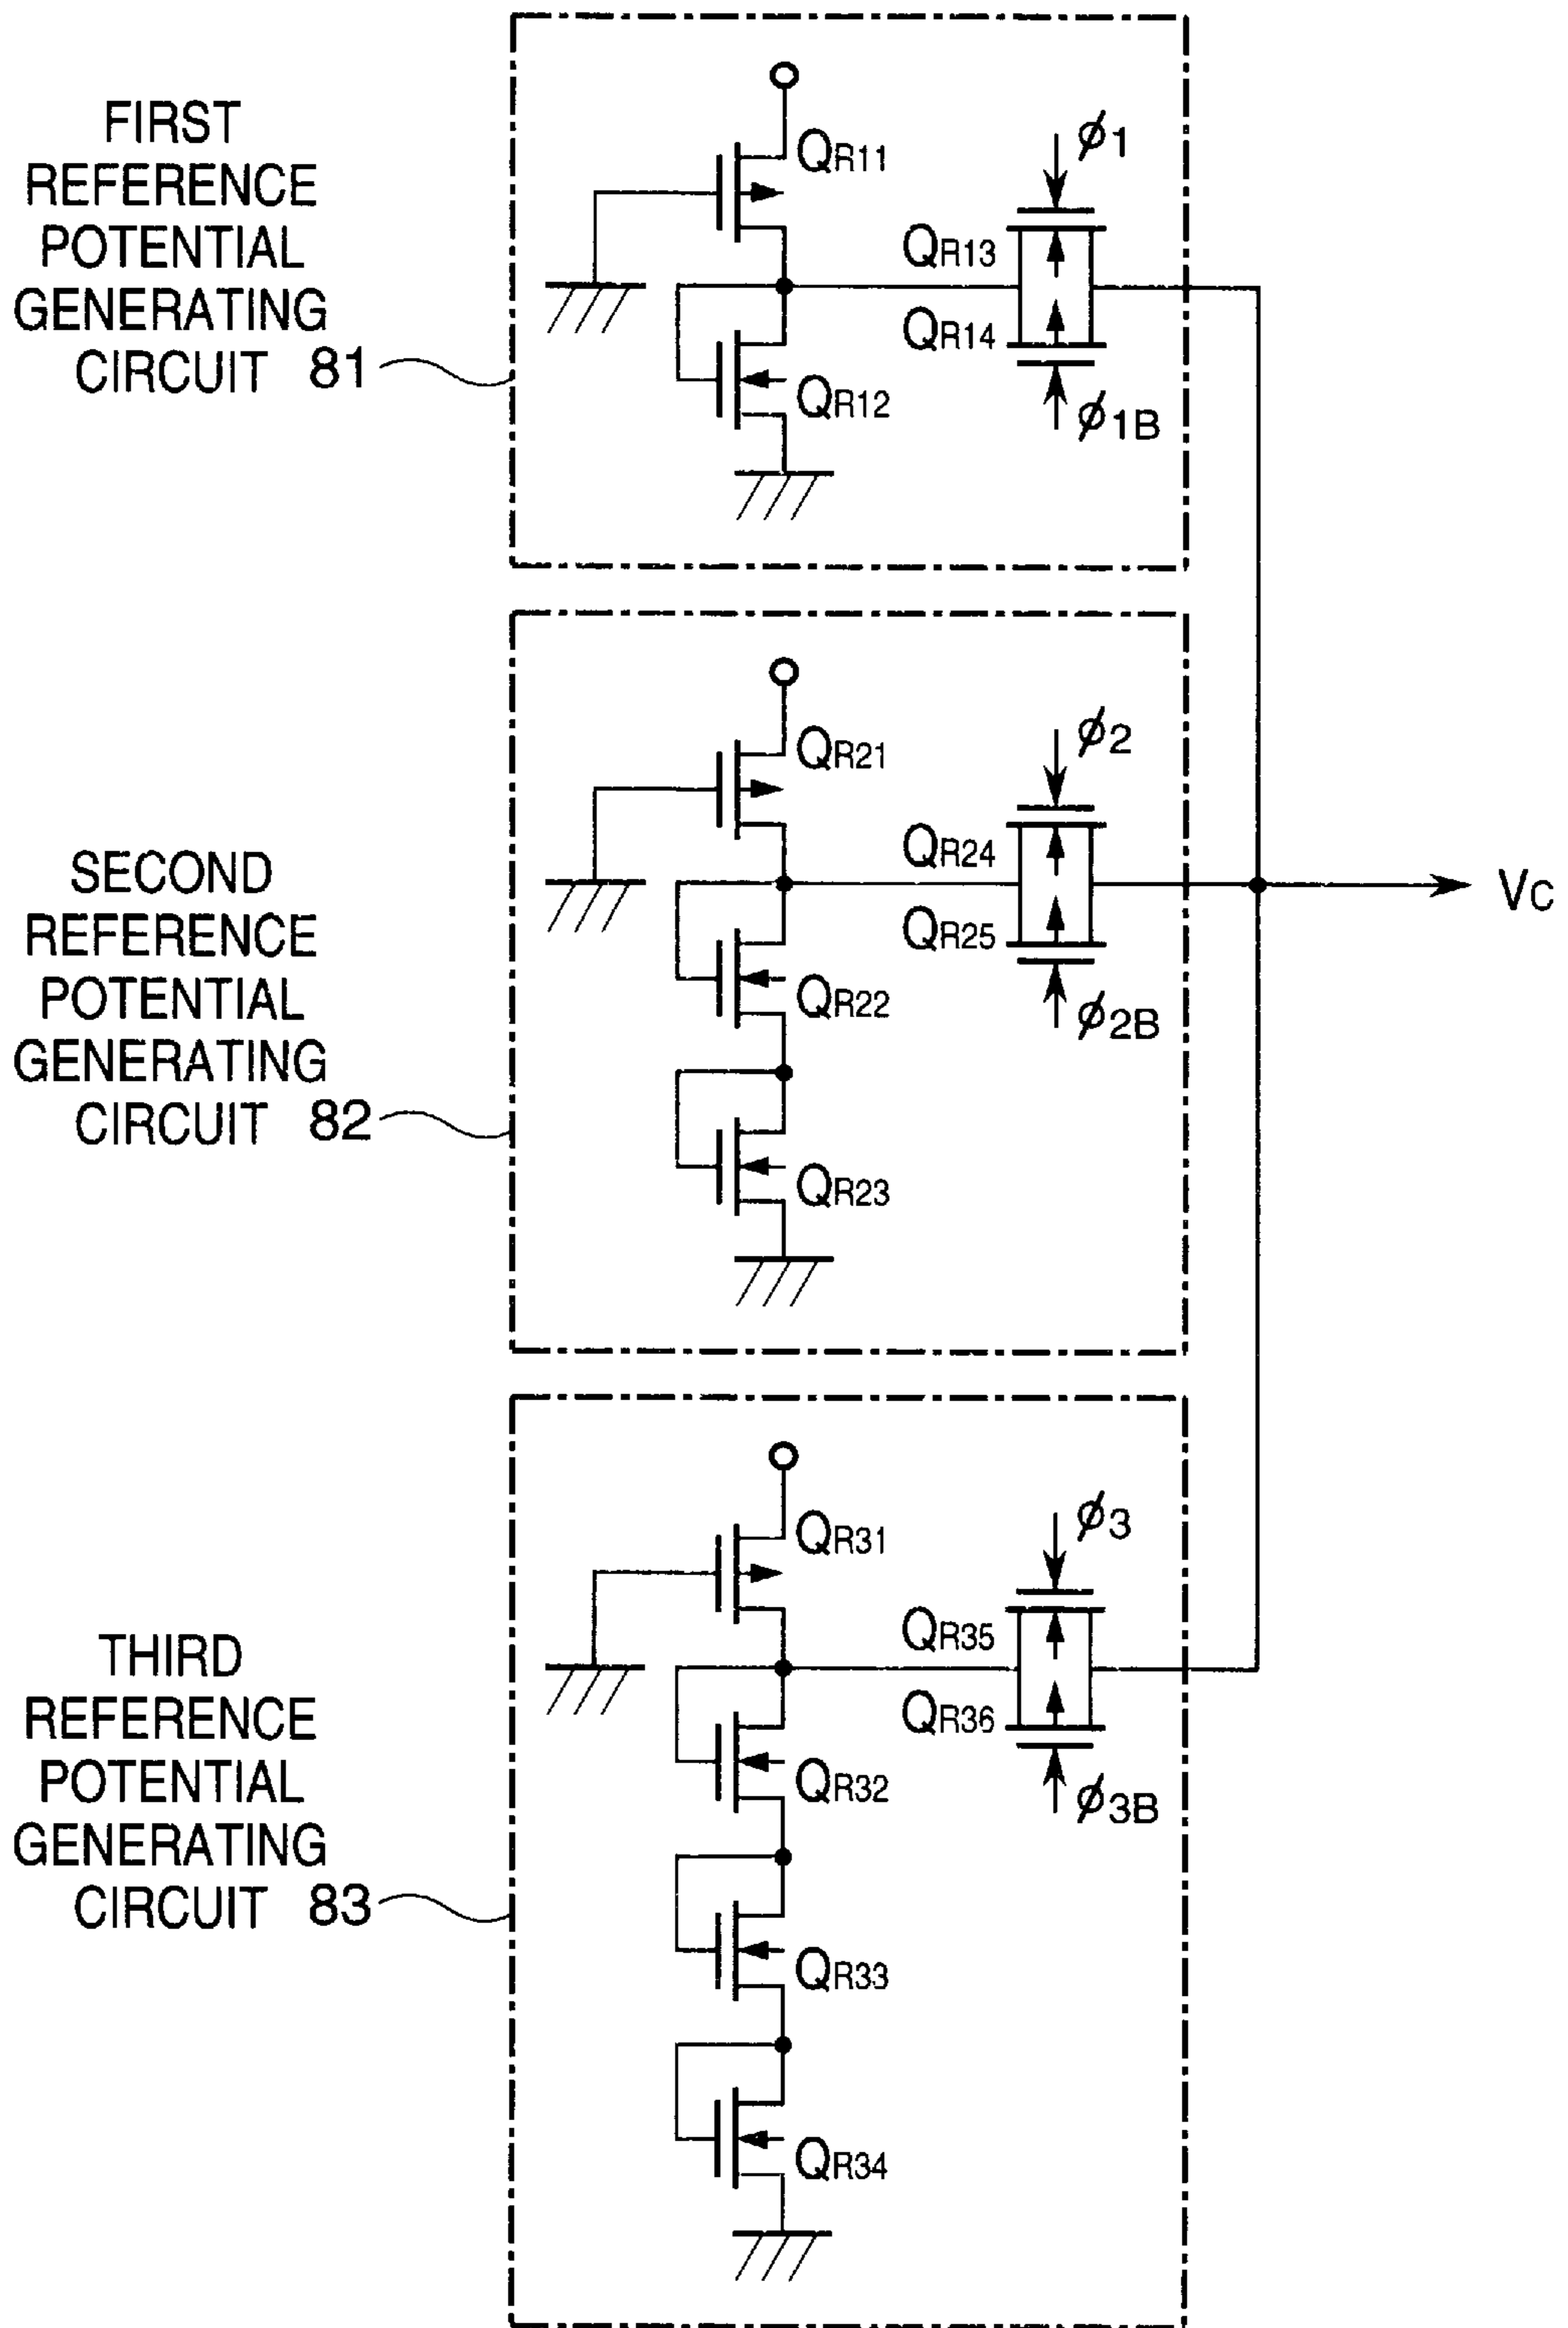 FIRST
REFERENCE
POTENTIAL
GENERATING
CIRCUIT 81
QR11
QR12
QR13
QR14
ϕ1
ϕ1B
SECOND
REFERENCE
POTENTIAL
GENERATING
CIRCUIT 82
QR21
QR22
QR23
QR24
QR25
ϕ2
ϕ2B
VC
THIRD
REFERENCE
POTENTIAL
GENERATING
CIRCUIT 83
QR31
QR32
QR33
QR34
QR35
QR36
ϕ3
ϕ3B